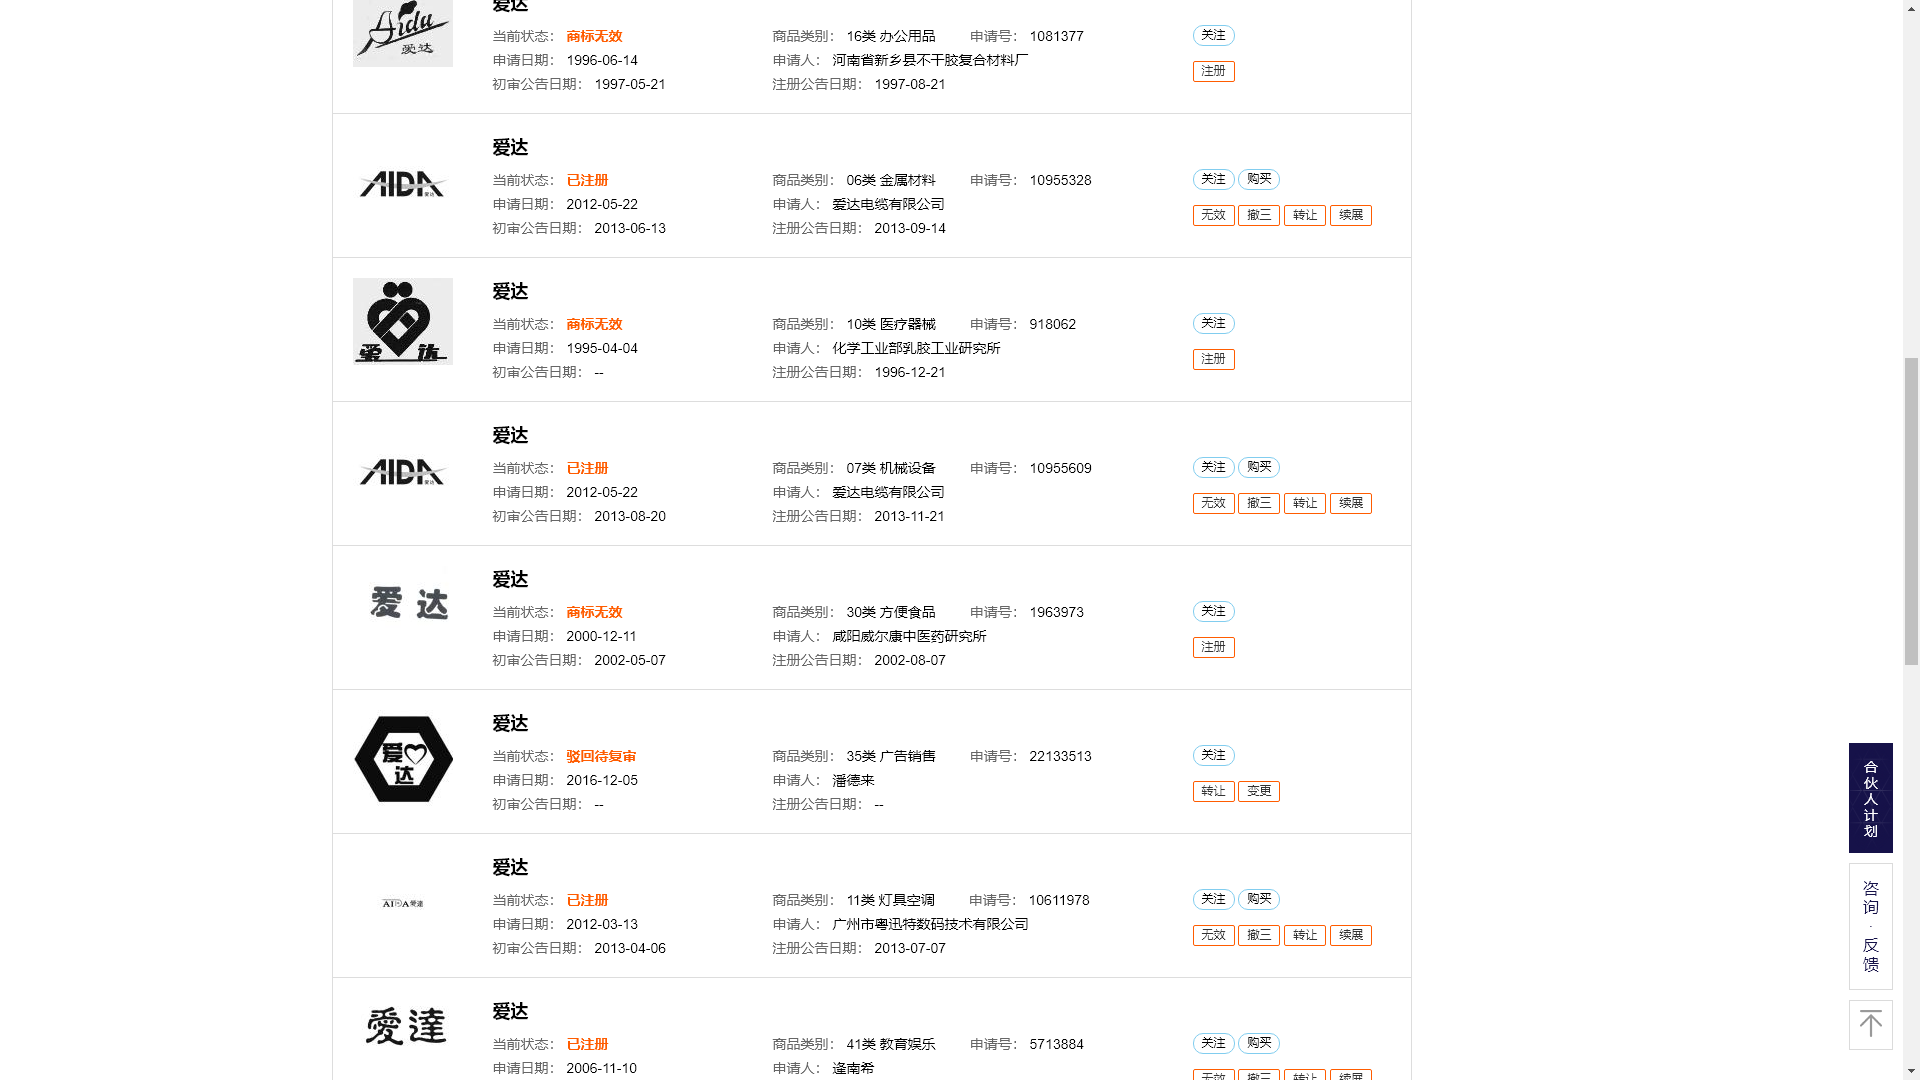 爱达
Aidu
爱达
当前状态： 商标无效 商品类别： 16类 办公用品 申请号： 1081377 关注
申请日期： 1996-06-14 申请人： 河南省新乡县不干胶复合材料厂 注册
初审公告日期： 1997-05-21 注册公告日期： 1997-08-21
爱达
AIDA 爱达
当前状态： 已注册 商品类别： 06类 金属材料 申请号： 10955328 关注 购买
申请日期： 2012-05-22 申请人： 爱达电缆有限公司 无效 撤三 转让 续展
初审公告日期： 2013-06-13 注册公告日期： 2013-09-14
爱达
爱达
当前状态： 商标无效 商品类别： 10类 医疗器械 申请号： 918062 关注
申请日期： 1995-04-04 申请人： 化学工业部乳胶工业研究所 注册
初审公告日期： -- 注册公告日期： 1996-12-21
爱达
AIDA 爱达
当前状态： 已注册 商品类别： 07类 机械设备 申请号： 10955609 关注 购买
申请日期： 2012-05-22 申请人： 爱达电缆有限公司 无效 撤三 转让 续展
初审公告日期： 2013-08-20 注册公告日期： 2013-11-21
爱达
爱达
当前状态： 商标无效 商品类别： 30类 方便食品 申请号： 1963973 关注
申请日期： 2000-12-11 申请人： 咸阳威尔康中医药研究所 注册
初审公告日期： 2002-05-07 注册公告日期： 2002-08-07
爱达
爱
达
当前状态： 驳回待复审 商品类别： 35类 广告销售 申请号： 22133513 关注
申请日期： 2016-12-05 申请人： 潘德来 转让 变更
初审公告日期： -- 注册公告日期： --
爱达
AIDA 愛達
当前状态： 已注册 商品类别： 11类 灯具空调 申请号： 10611978 关注 购买
申请日期： 2012-03-13 申请人： 广州市粤迅特数码技术有限公司 无效 撤三 转让 续展
初审公告日期： 2013-04-06 注册公告日期： 2013-07-07
爱达
愛達
当前状态： 已注册 商品类别： 41类 教育娱乐 申请号： 5713884 关注 购买
申请日期： 2006-11-10 申请人： 逄南希 无效 撤三 转让 续展
合伙人计划
咨询·反馈